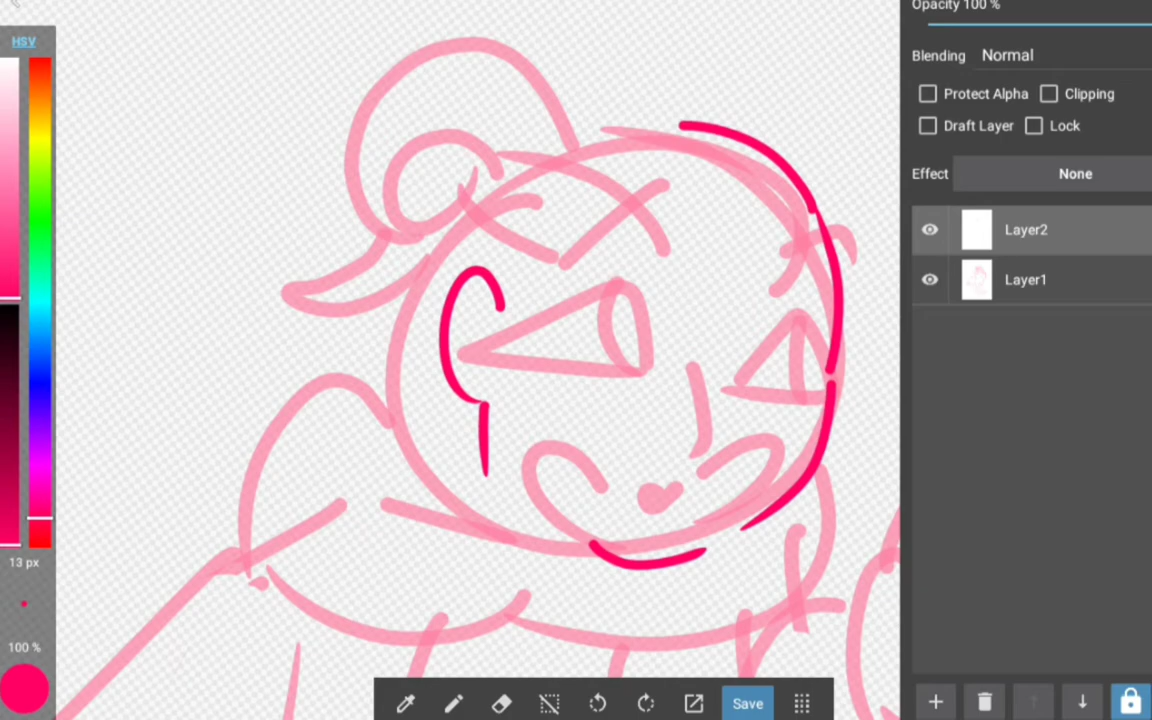 Opacity 100 %
HSV
Blending Normal
Protect Alpha Clipping
Draft Layer Lock
Effect None
Layer2
Layer1
13 px
100 %
Save